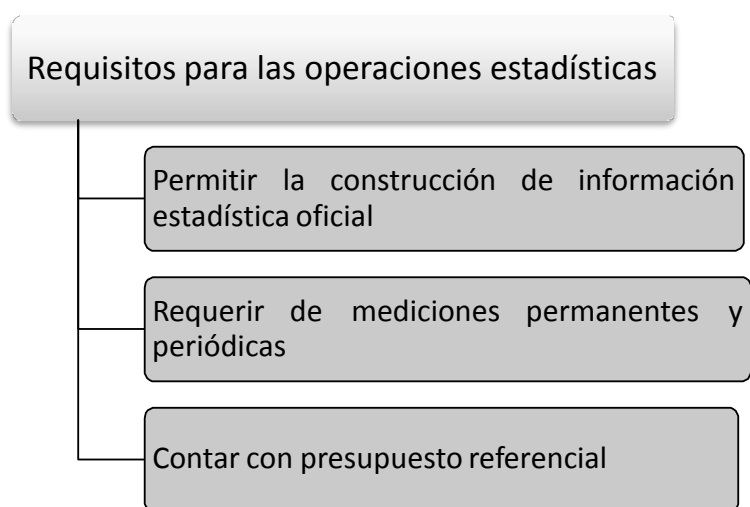 Requisitos para las operaciones estadísticas
Permitir la construcción de información
estadística oficial
Requerir de mediciones permanentes y
periódicas
Contar con presupuesto referencial